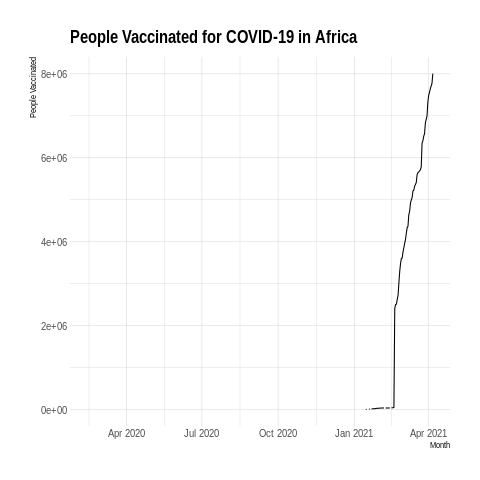 People Vaccinated for COVID-19 in Africa
People Vaccinated
8e+06
6e+06
4e+06
2e+06
0e+00
Apr 2020 Jul 2020 Oct 2020 Jan 2021 Apr 2021
Month